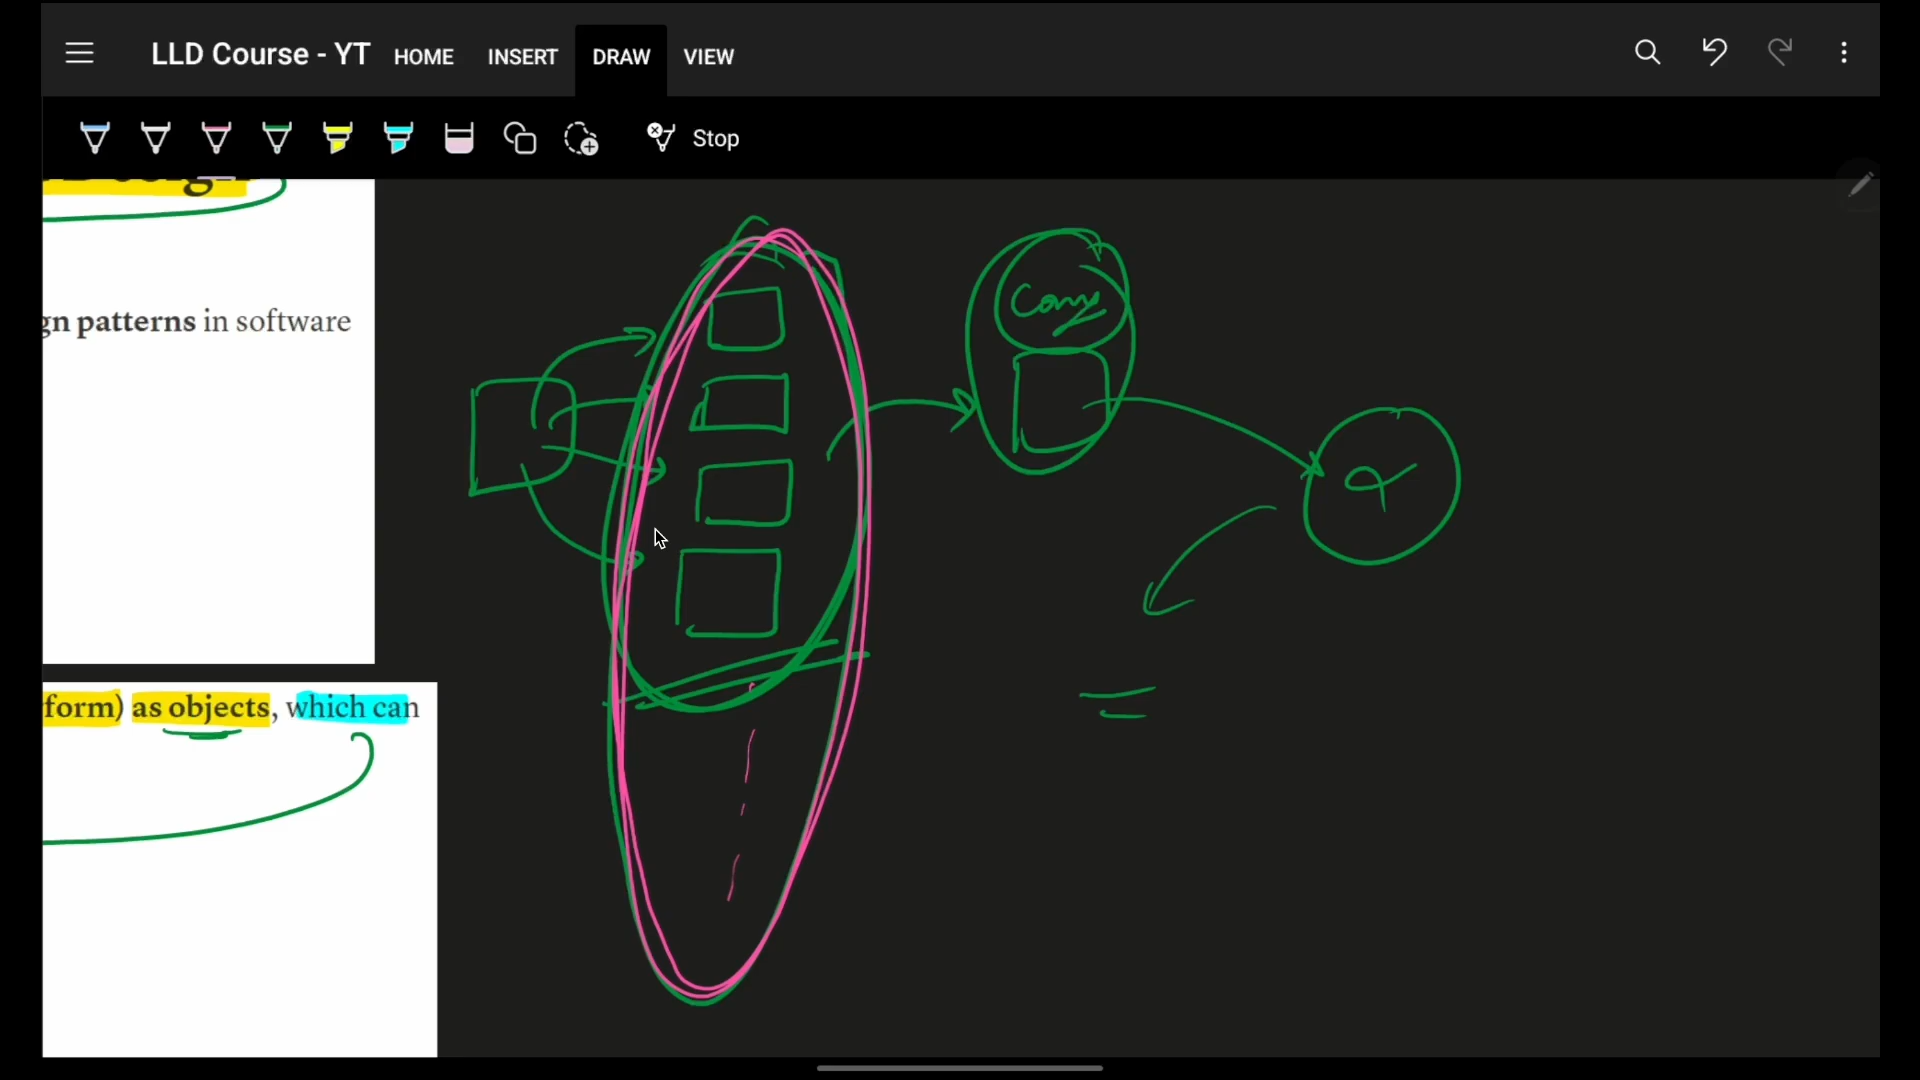 LLD Course - YT HOME INSERT DRAW VIEW
Stop
gn patterns in software
form) as objects, which can